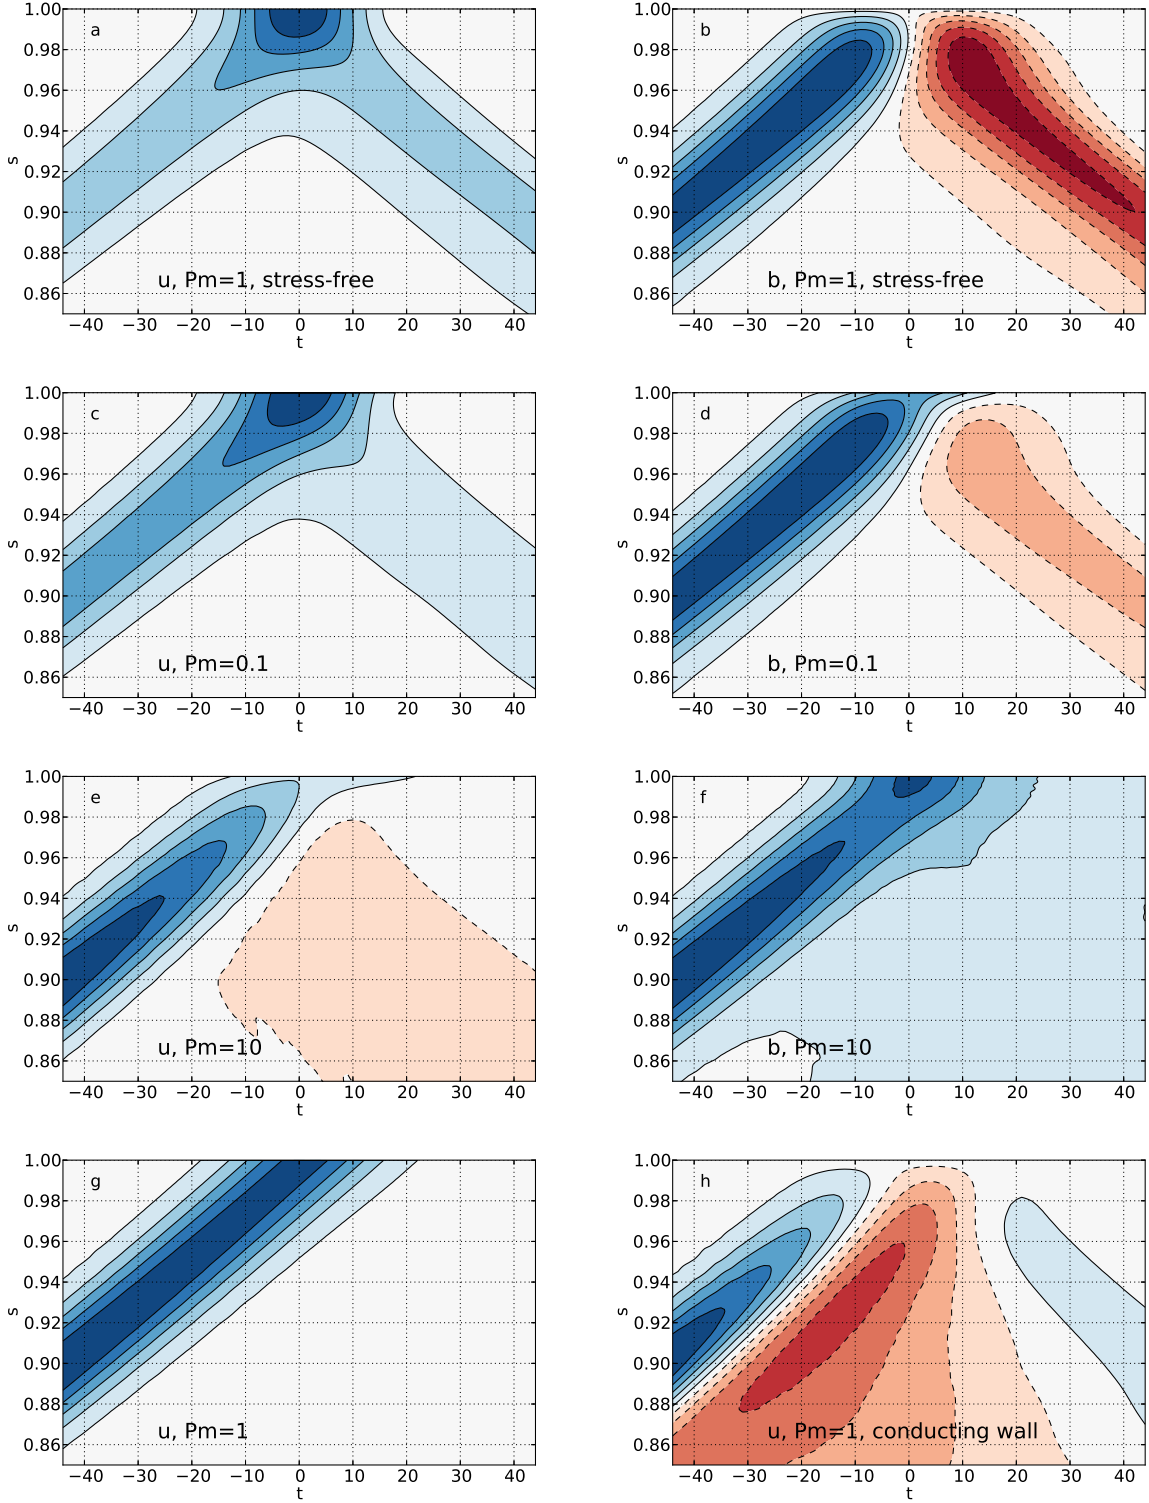 1.00 a 1.00 b
0.98 0.98
0.96 0.96
0.94 0.94
s s
0.92 0.92
0.90 0.90
0.88 0.88
u, Pm=1, stress-free b, Pm=1, stress-free
0.86 0.86
−40 −30 −20 −10 0 10 20 30 40 −40 −30 −20 −10 0 10 20 30 40
t t
1.00 c 1.00 d
0.98 0.98
0.96 0.96
0.94 0.94
s s
0.92 0.92
0.90 0.90
0.88 0.88
u, Pm=0.1 b, Pm=0.1
0.86 0.86
−40 −30 −20 −10 0 10 20 30 40 −40 −30 −20 −10 0 10 20 30 40
t t
1.00 e 1.00 f
0.98 0.98
0.96 0.96
0.94 0.94
s s
0.92 0.92
0.90 0.90
0.88 0.88
u, Pm=10 b, Pm=10
0.86 0.86
−40 −30 −20 −10 0 10 20 30 40 −40 −30 −20 −10 0 10 20 30 40
t t
1.00 g 1.00 h
0.98 0.98
0.96 0.96
0.94 0.94
s s
0.92 0.92
0.90 0.90
0.88 0.88
u, Pm=1 u, Pm=1, conducting wall
0.86 0.86
−40 −30 −20 −10 0 10 20 30 40 −40 −30 −20 −10 0 10 20 30 40
t t